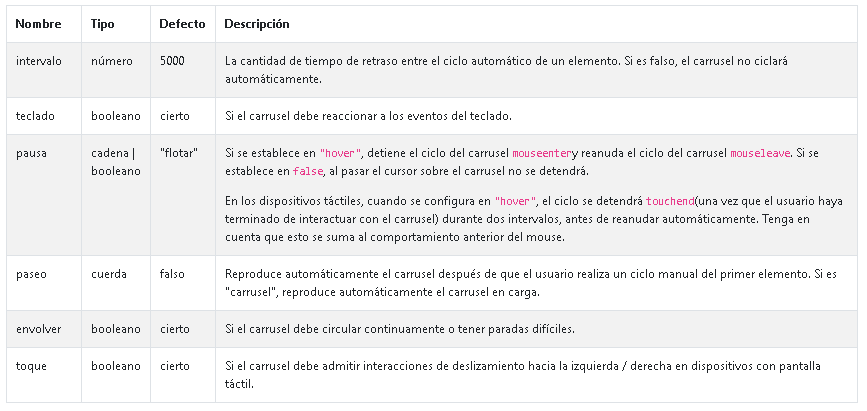 Nombre Tipo Defecto Descripción
intervalo número 5000 La cantidad de tiempo de retraso entre el ciclo automático de un elemento. Si es falso, el carrusel no ciclará
automáticamente.
teclado booleano cierto Si el carrusel debe reaccionar a los eventos del teclado.
pausa cadena | "flotar" Si se establece en "hover", detiene el ciclo del carrusel mouseentery reanuda el ciclo del carrusel mouseleave. Si se
booleano establece en false, al pasar el cursor sobre el carrusel no se detendrá.
En los dispositivos táctiles, cuando se configura en "hover", el ciclo se detendrá touchend(una vez que el usuario haya
terminado de interactuar con el carrusel) durante dos intervalos, antes de reanudar automáticamente. Tenga en
cuenta que esto se suma al comportamiento anterior del mouse.
paseo cuerda falso Reproduce automáticamente el carrusel después de que el usuario realiza un ciclo manual del primer elemento. Si es
"carrusel", reproduce automáticamente el carrusel en carga.
envolver booleano cierto Si el carrusel debe circular continuamente o tener paradas difíciles.
toque booleano cierto Si el carrusel debe admitir interacciones de deslizamiento hacia la izquierda / derecha en dispositivos con pantalla
táctil.